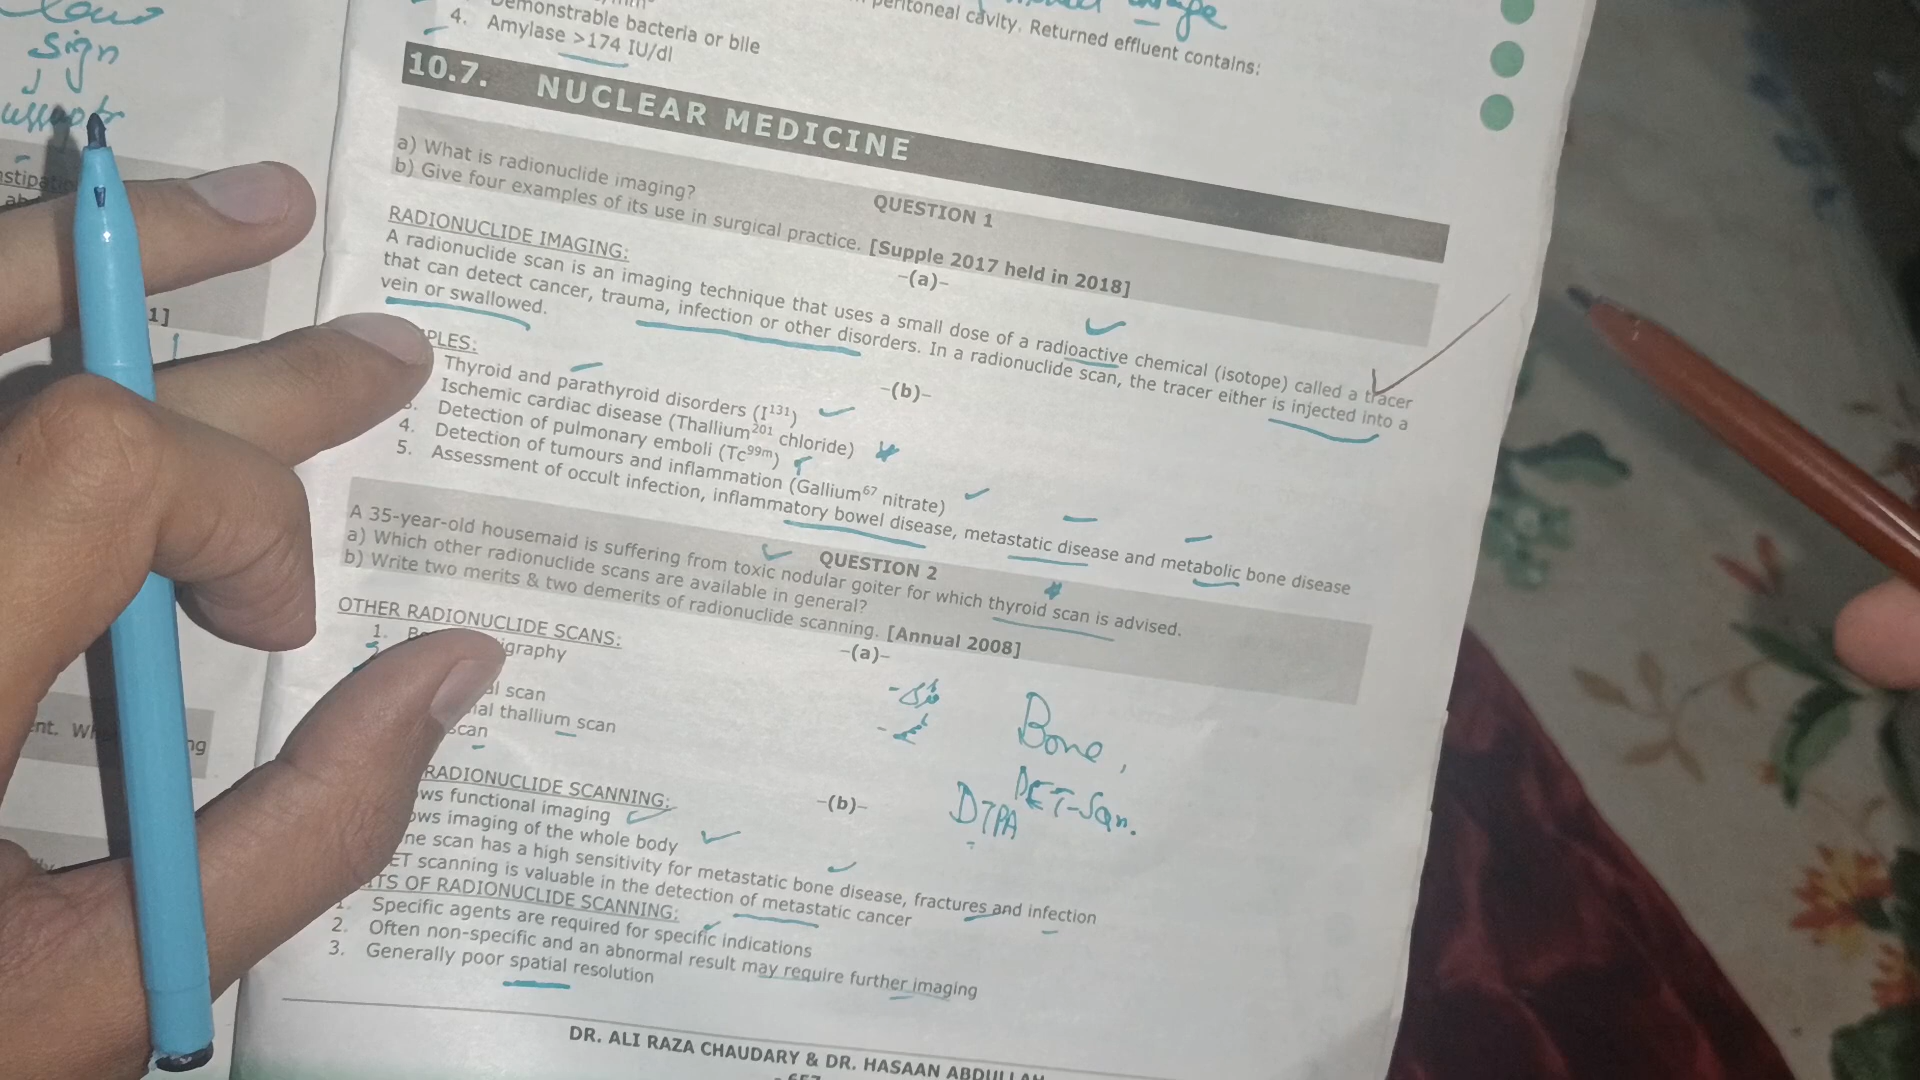 Sign
Demonstrable bacteria or bile
4. Amylase >174 IU/dl
peritoneal cavity. Returned effluent contains:
10.7. NUCLEAR MEDICINE
QUESTION 1
a) What is radionuclide imaging?
b) Give four examples of its use in surgical practice. [Supple 2017 held in 2018]
-(a)-
RADIONUCLIDE IMAGING:
A radionuclide scan is an imaging technique that uses a small dose of a radioactive chemical (isotope) called a tracer
that can detect cancer, trauma, infection or other disorders. In a radionuclide scan, the tracer either is injected into a
vein or swallowed.
-(b)-
PLES:
Thyroid and parathyroid disorders (I131)
Ischemic cardiac disease (Thallium201 chloride)
3. Detection of pulmonary emboli (Tc99m)
4. Detection of tumours and inflammation (Gallium67 nitrate)
5. Assessment of occult infection, inflammatory bowel disease, metastatic disease and metabolic bone disease
QUESTION 2
A 35-year-old housemaid is suffering from toxic nodular goiter for which thyroid scan is advised.
a) Which other radionuclide scans are available in general?
b) Write two merits & two demerits of radionuclide scanning. [Annual 2008]
-(a)-
OTHER RADIONUCLIDE SCANS:
1. graphy
al scan
nal thallium scan
scan
Bone,
PET-Scan.
DTPA
-(b)-
RADIONUCLIDE SCANNING:
ows functional imaging
ows imaging of the whole body
ne scan has a high sensitivity for metastatic bone disease, fractures and infection
ET scanning is valuable in the detection of metastatic cancer
ITS OF RADIONUCLIDE SCANNING:
1. Specific agents are required for specific indications
2. Often non-specific and an abnormal result may require further imaging
3. Generally poor spatial resolution
DR. ALI RAZA CHAUDARY & DR. HASAAN ABDULLAH